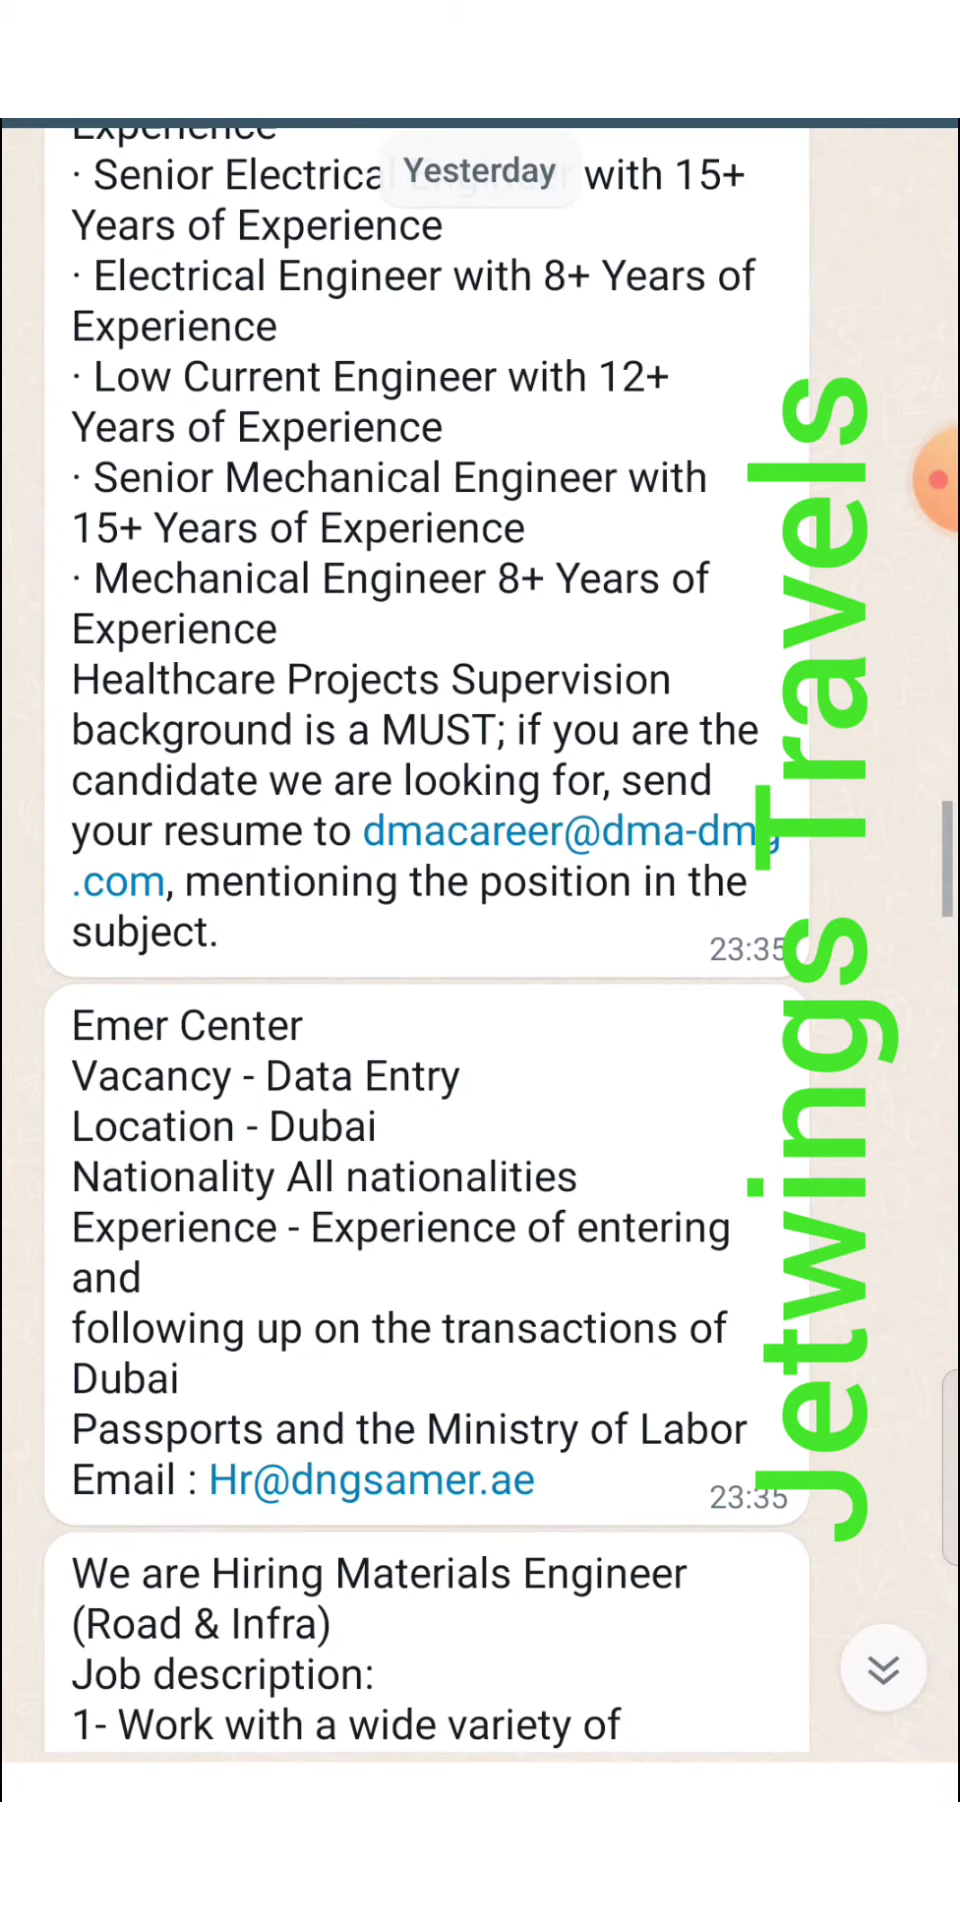 Experience
· Senior Electrical Engineer with 15+
Yesterday
Years of Experience
· Electrical Engineer with 8+ Years of
Experience
· Low Current Engineer with 12+
Years of Experience
· Senior Mechanical Engineer with
15+ Years of Experience
· Mechanical Engineer 8+ Years of
Experience
Healthcare Projects Supervision
background is a MUST; if you are the
candidate we are looking for, send
your resume to dmacareer@dma-dmg
.com, mentioning the position in the
subject.
23:35
Emer Center
Vacancy - Data Entry
Location - Dubai
Nationality All nationalities
Experience - Experience of entering
and
following up on the transactions of
Dubai
Passports and the Ministry of Labor
Email : Hr@dngsamer.ae
23:35
We are Hiring Materials Engineer
(Road & Infra)
Job description:
1- Work with a wide variety of
Jetwings Travels